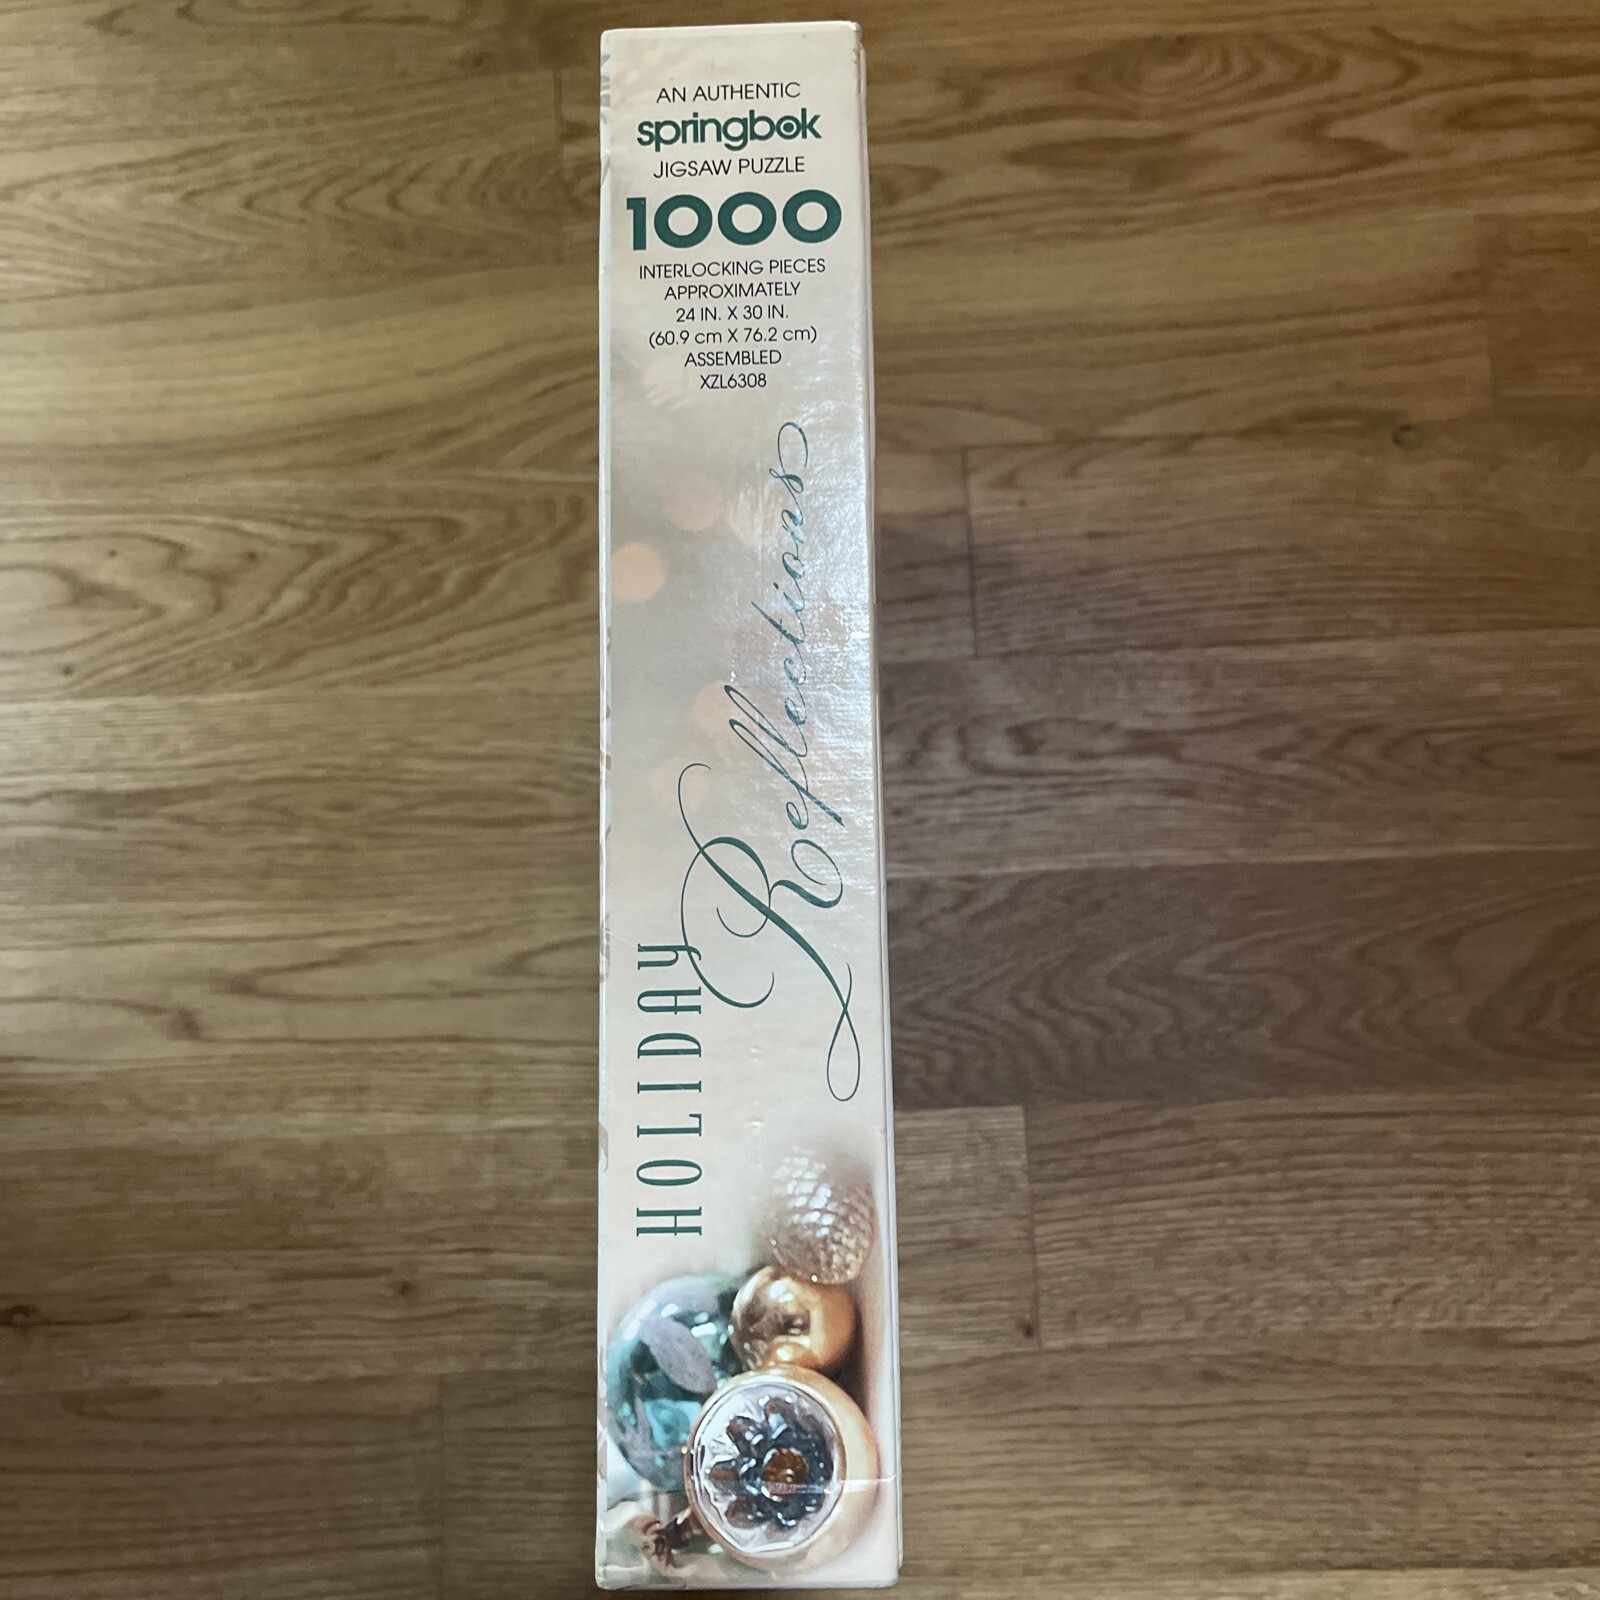 AN AUTHENTIC
springbok
JIGSAW PUZZLE
1000
INTERLOCKING PIECES
APPROXIMATELY
24 IN. X 30 IN.
(60.9 cm X 76.2 cm)
ASSEMBLED
XZL6308
HOLIDAY
Reflections